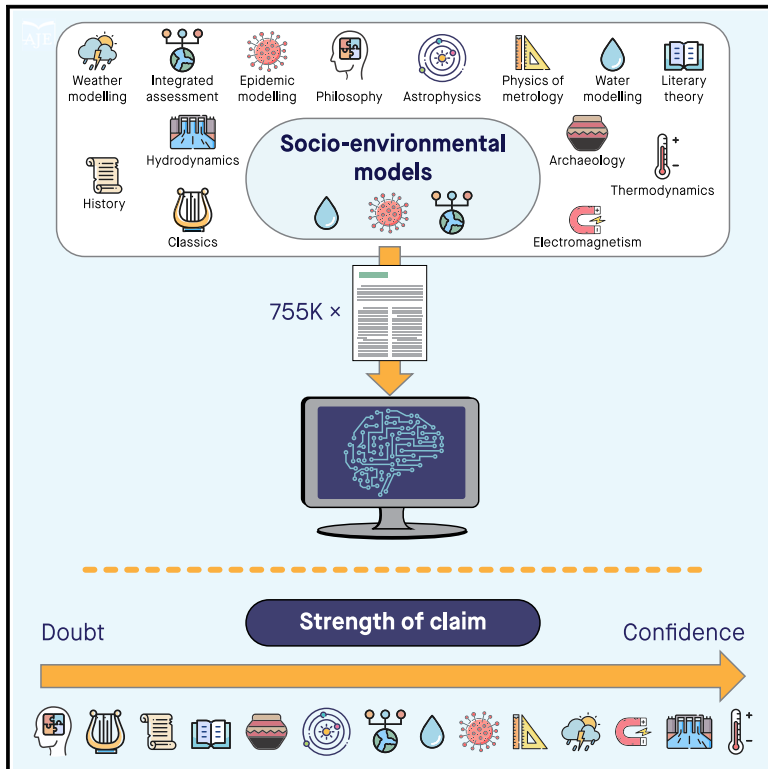 AJE
Weather
modelling
Integrated
assessment
Epidemic
modelling
Philosophy
Astrophysics
Physics of
metrology
Water
modelling
Literary
theory
Hydrodynamics
Socio-environmental
models
Archaeology
Thermodynamics
History
Classics
Electromagnetism
755K ×
Strength of claim
Doubt
Confidence